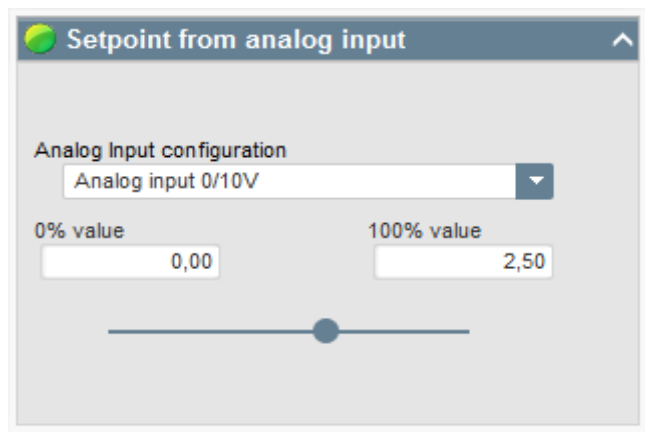 Setpoint from analog input
Analog Input configuration
Analog input 0/10V
0% value 100% value
0,00 2,50